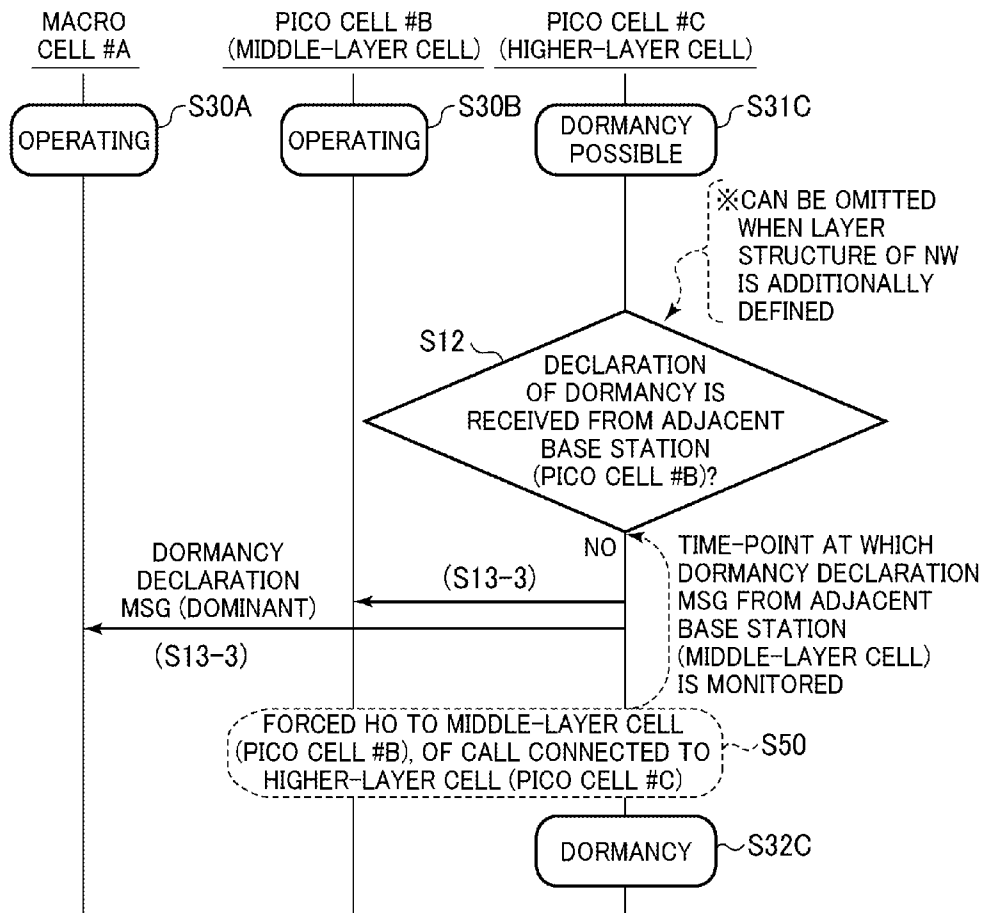 MACRO
CELL #A
PICO CELL #B
(MIDDLE-LAYER CELL)
PICO CELL #C
(HIGHER-LAYER CELL)
OPERATING
S30A
OPERATING
S30B
DORMANCY
POSSIBLE
S31C
※CAN BE OMITTED
WHEN LAYER
STRUCTURE OF NW
IS ADDITIONALLY
DEFINED
S12
DECLARATION
OF DORMANCY IS
RECEIVED FROM ADJACENT
BASE STATION
(PICO CELL #B)?
NO
DORMANCY
DECLARATION
MSG (DOMINANT)
(S13-3)
(S13-3)
TIME-POINT AT WHICH
DORMANCY DECLARATION
MSG FROM ADJACENT
BASE STATION
(MIDDLE-LAYER CELL)
IS MONITORED
FORCED HO TO MIDDLE-LAYER CELL
(PICO CELL #B), OF CALL CONNECTED TO
HIGHER-LAYER CELL (PICO CELL #C)
S50
DORMANCY
S32C